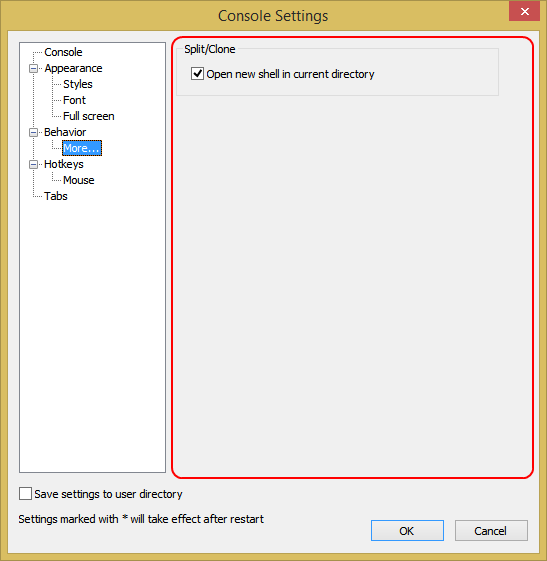 Console Settings
Console
Appearance
Styles
Font
Full screen
Behavior
More...
Hotkeys
Mouse
Tabs
Split/Clone
Open new shell in current directory
Save settings to user directory
Settings marked with * will take effect after restart
OK
Cancel